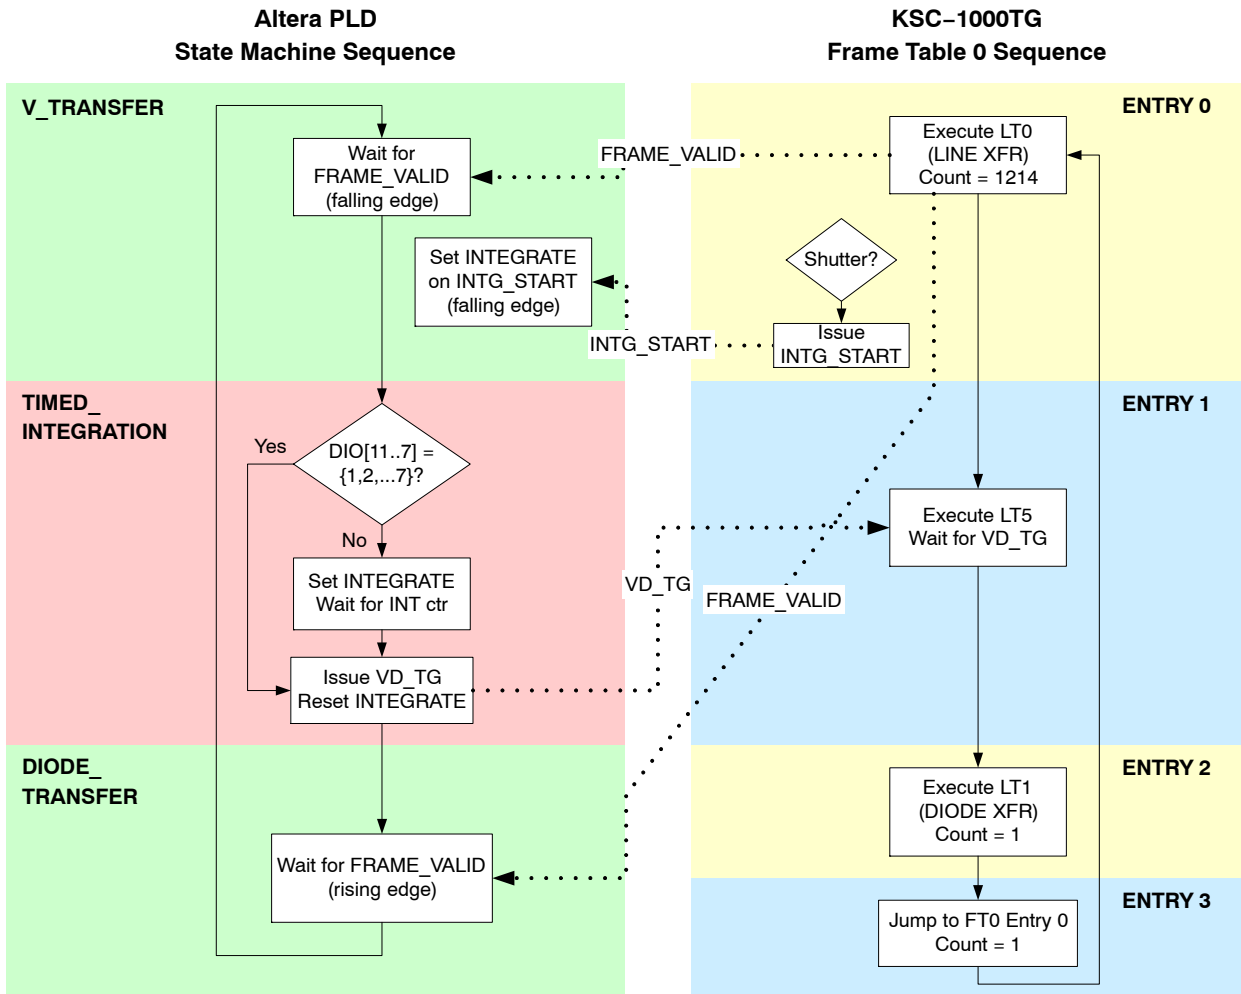 Altera PLD
State Machine Sequence
V_TRANSFER
Wait for
FRAME_VALID
(falling edge)
Set INTEGRATE
on INTG_START
(falling edge)
TIMED_
INTEGRATION
Yes
DIO[11..7] =
{1,2,...7}?
No
Set INTEGRATE
Wait for INT ctr
Issue VD_TG
Reset INTEGRATE
DIODE_
TRANSFER
Wait for FRAME_VALID
(rising edge)
FRAME_VALID
INTG_START
VD_TG
FRAME_VALID
KSC−1000TG
Frame Table 0 Sequence
ENTRY 0
Execute LT0
(LINE XFR)
Count = 1214
Shutter?
Issue
INTG_START
ENTRY 1
Execute LT5
Wait for VD_TG
ENTRY 2
Execute LT1
(DIODE XFR)
Count = 1
ENTRY 3
Jump to FT0 Entry 0
Count = 1